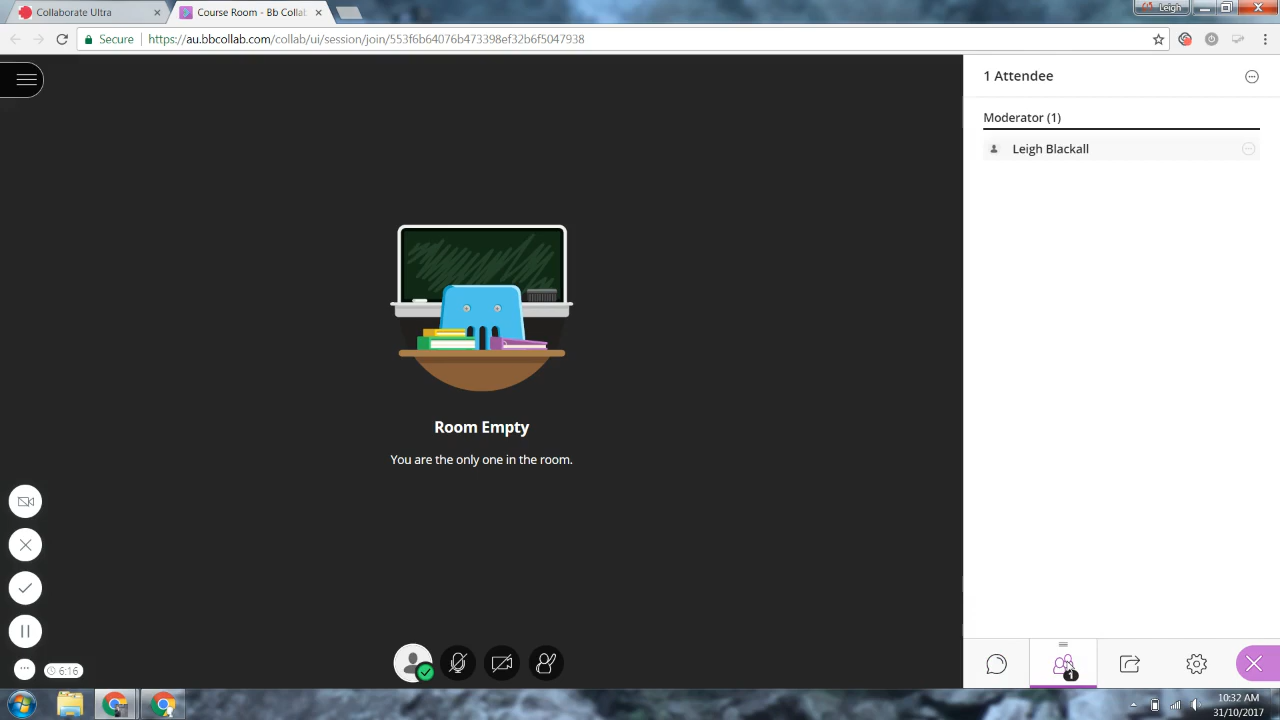 Collaborate Ultra
Course Room - Bb Collab
Leigh
Secure
https://au.bbcollab.com/collab/ui/session/join/553f6b64076b473398ef32b6f5047938
1 Attendee
Moderator (1)
Leigh Blackall
Room Empty
You are the only one in the room.
6:16
1
10:32 AM
31/10/2017